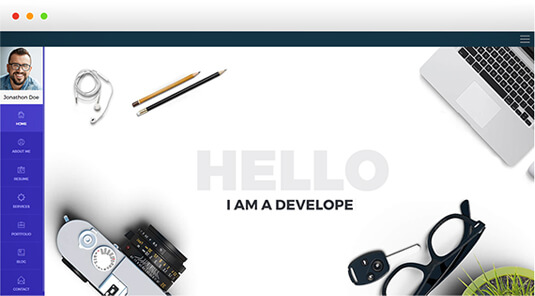 Jonathon Doe
HOME
ABOUT ME
RESUME
SERVICES
PORTFOLIO
BLOG
CONTACT
HELLO
I AM A DEVELOPE